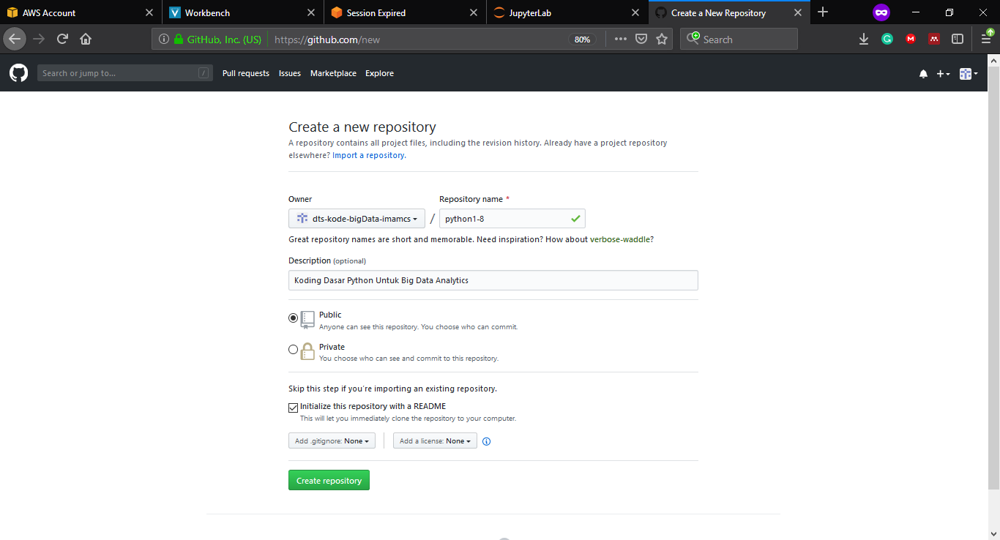 AWS Account
Workbench
Session Expired
JupyterLab
Create a New Repository
GitHub, Inc. (US)
https://github.com/new
80%
Search
Search or jump to...
/
Pull requests
Issues
Marketplace
Explore
Create a new repository
A repository contains all project files, including the revision history. Already have a project repository
elsewhere? Import a repository.
Owner
Repository name *
dts-kode-bigData-imamcs
/
python1-8
Great repository names are short and memorable. Need inspiration? How about verbose-waddle?
Description (optional)
Koding Dasar Python Untuk Big Data Analytics
Public
Anyone can see this repository. You choose who can commit.
Private
You choose who can see and commit to this repository.
Skip this step if you're importing an existing repository.
Initialize this repository with a README
This will let you immediately clone the repository to your computer.
Add .gitignore: None
Add a license: None
Create repository